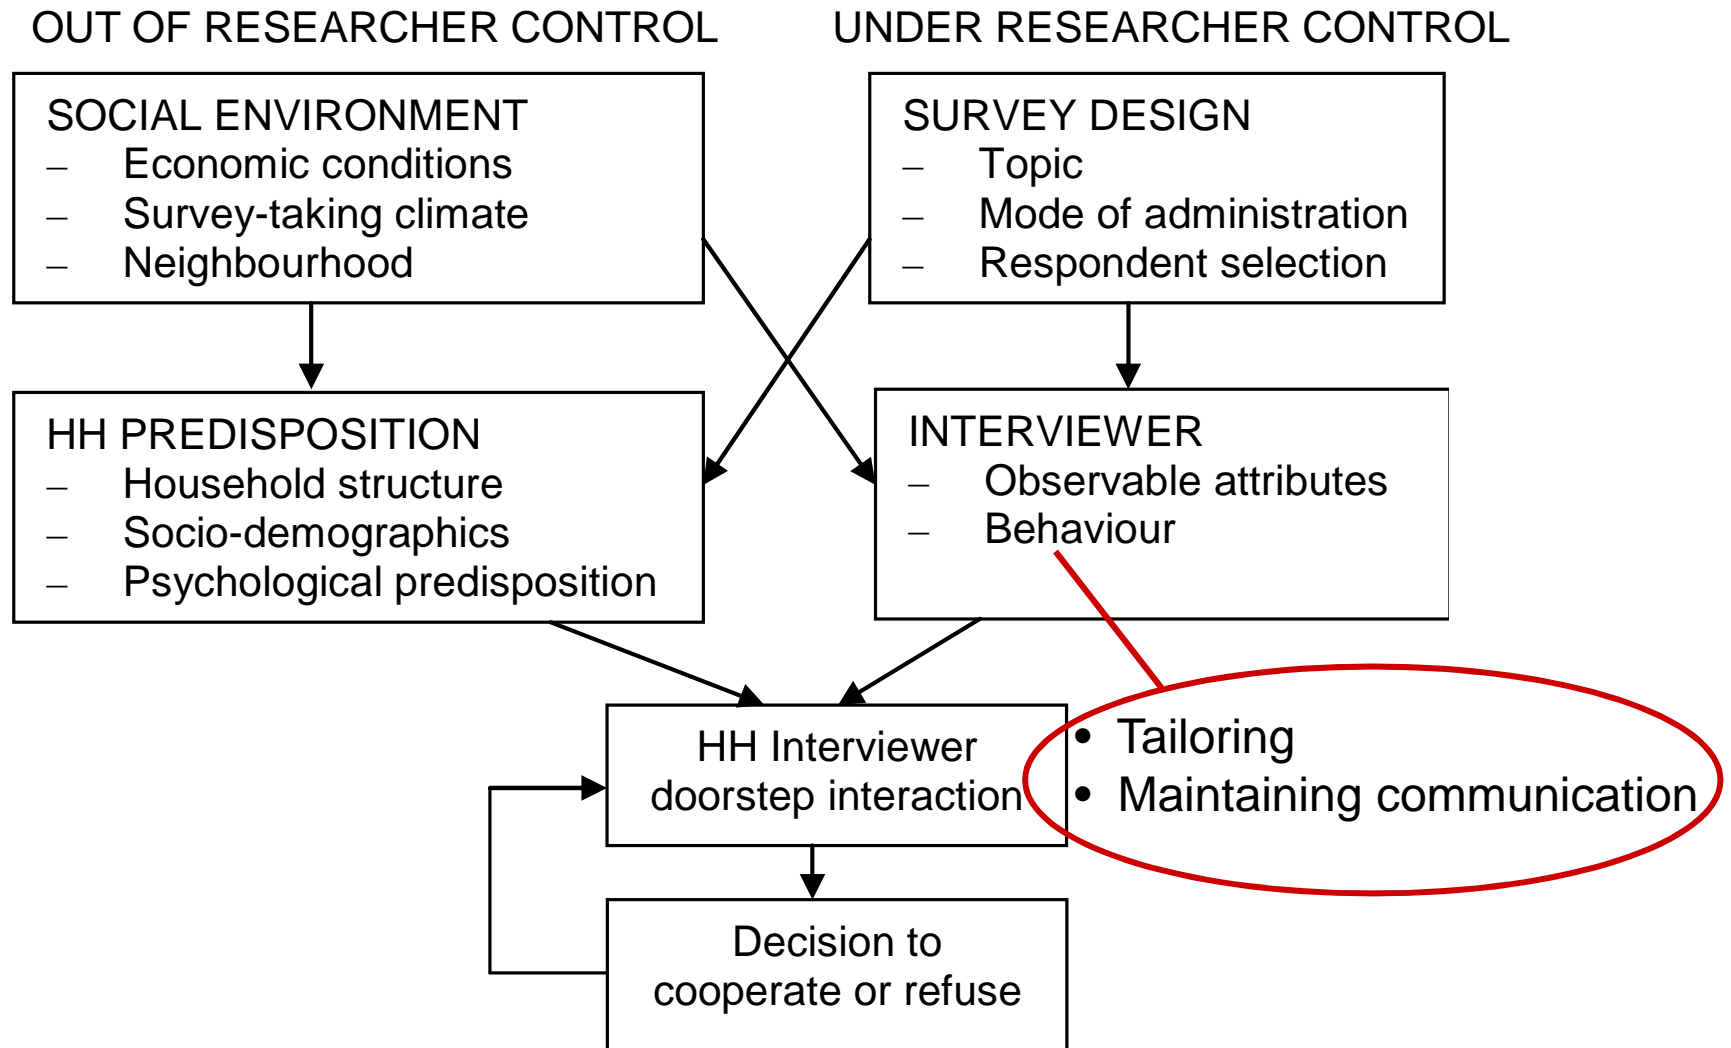 OUT OF RESEARCHER CONTROL
UNDER RESEARCHER CONTROL
SOCIAL ENVIRONMENT
– Economic conditions
– Survey-taking climate
– Neighbourhood
SURVEY DESIGN
– Topic
– Mode of administration
– Respondent selection
HH PREDISPOSITION
– Household structure
– Socio-demographics
– Psychological predisposition
INTERVIEWER
– Observable attributes
– Behaviour
HH Interviewer
doorstep interaction
• Tailoring
• Maintaining communication
Decision to
cooperate or refuse